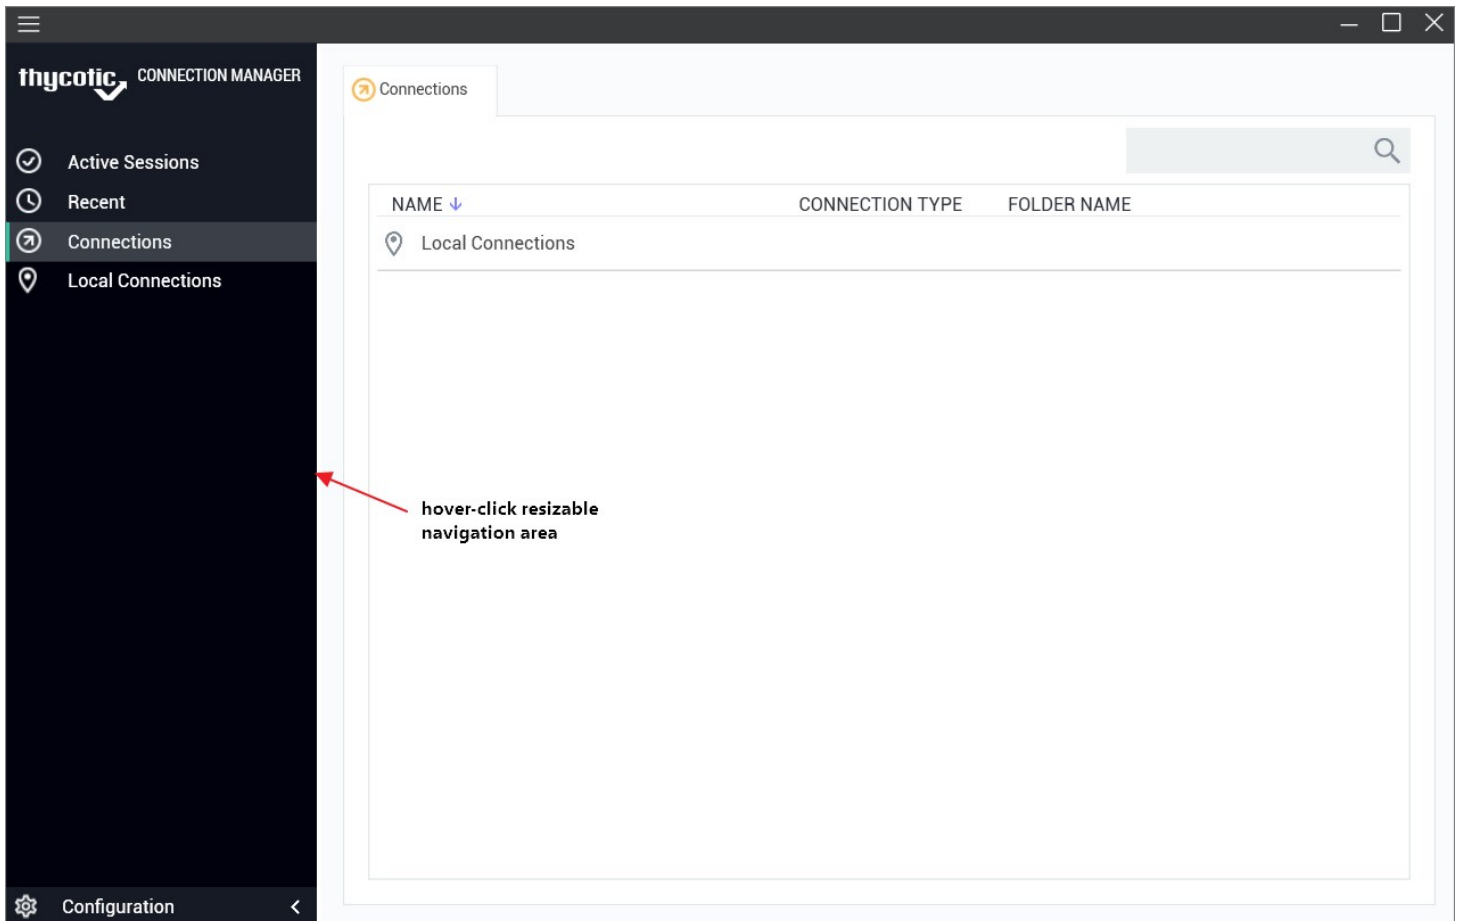 thycotic CONNECTION MANAGER
Active Sessions
Recent
Connections
Local Connections
Configuration
Connections
NAME CONNECTION TYPE FOLDER NAME
Local Connections
hover-click resizable
navigation area